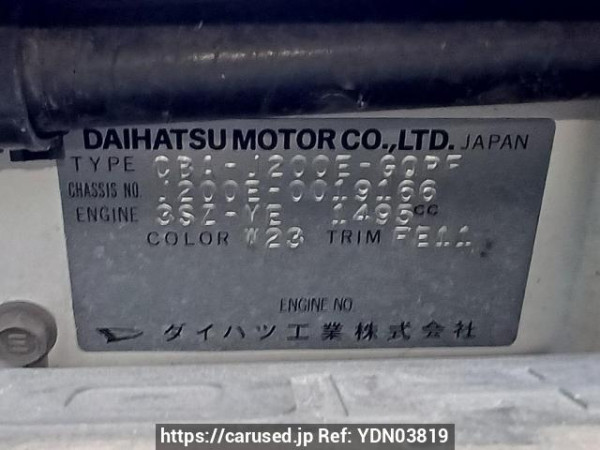 DAIHATSU MOTOR CO.,LTD. JAPAN
TYPE CBA-J200E-GQPF
CHASSIS NO. J200E-0019166
ENGINE 3SZ-VE 1495cc
COLOR W23 TRIM FE11
ENGINE NO
ダイハツ工業株式会社
https://carused.jp Ref: YDN03819